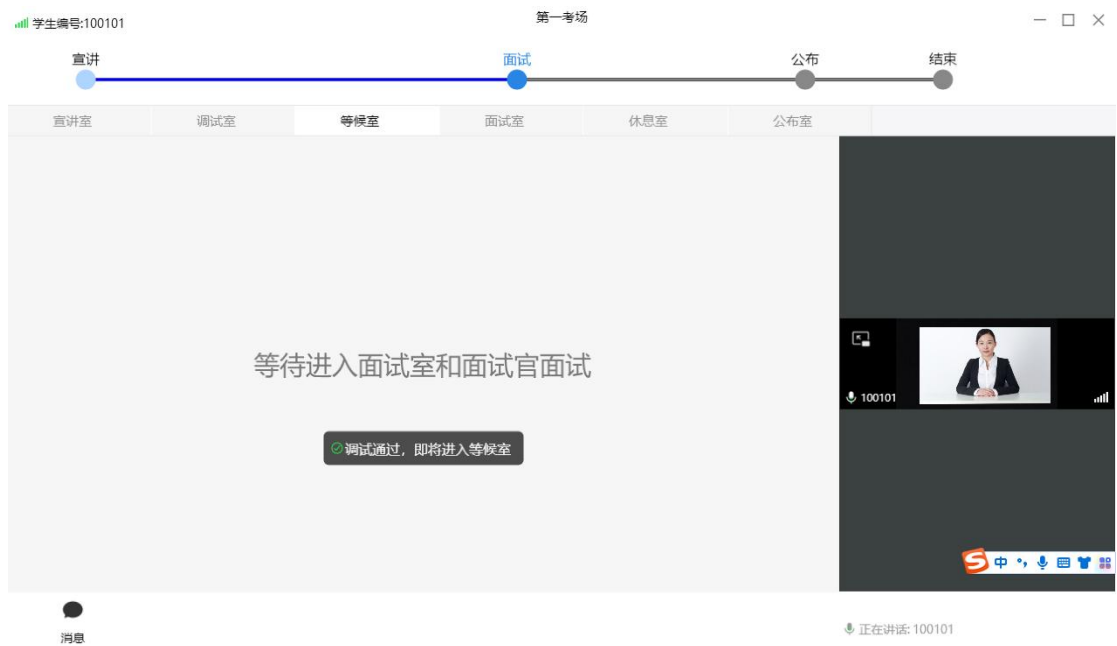 学生编号:100101
第一考场
宣讲
面试
公布
结束
宣讲室
调试室
等候室
面试室
休息室
公布室
等待进入面试室和面试官面试
调试通过，即将进入等候室
100101
S 中
消息
正在讲话: 100101